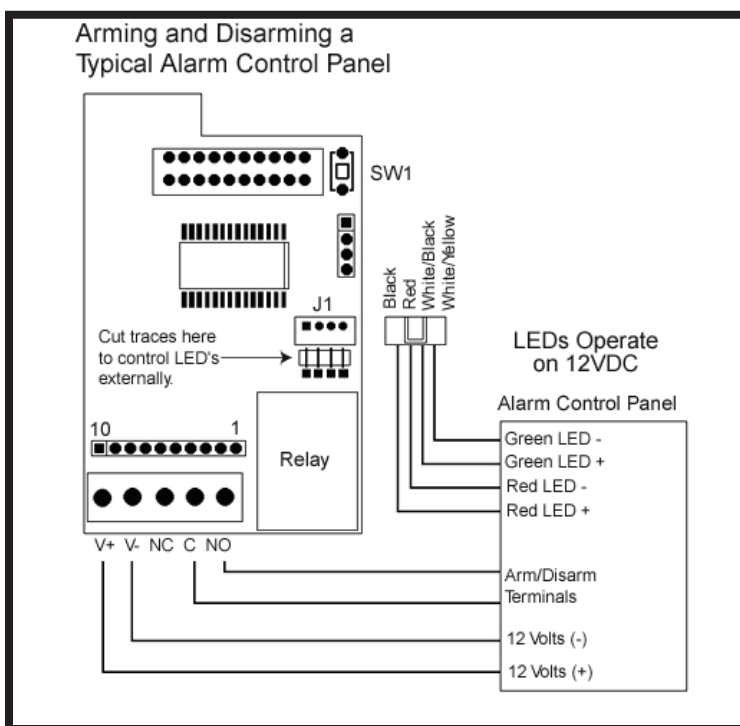 Arming and Disarming a
Typical Alarm Control Panel
SW1
J1
Cut traces here
to control LED's
externally.
10
1
Relay
V+ V- NC C NO
Black
Red
White/Black
White/Yellow
LEDs Operate
on 12VDC
Alarm Control Panel
Green LED -
Green LED +
Red LED -
Red LED +
Arm/Disarm
Terminals
12 Volts (-)
12 Volts (+)